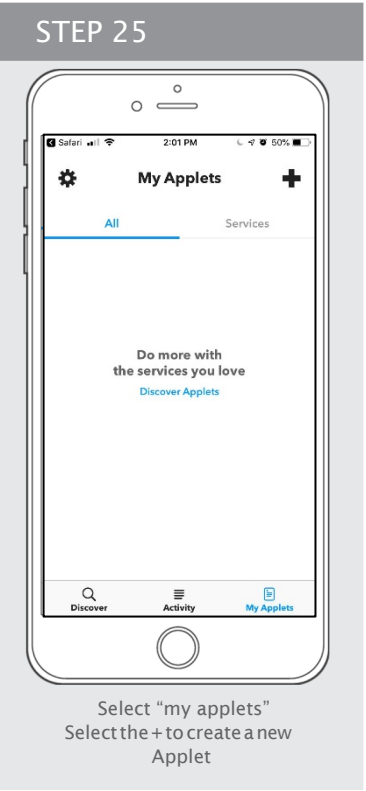 STEP 25
Safari 2:01 PM 50%
My Applets
All Services
Do more with
the services you love
Discover Applets
Discover Activity My Applets
Select “my applets”
Select the + to create a new
Applet